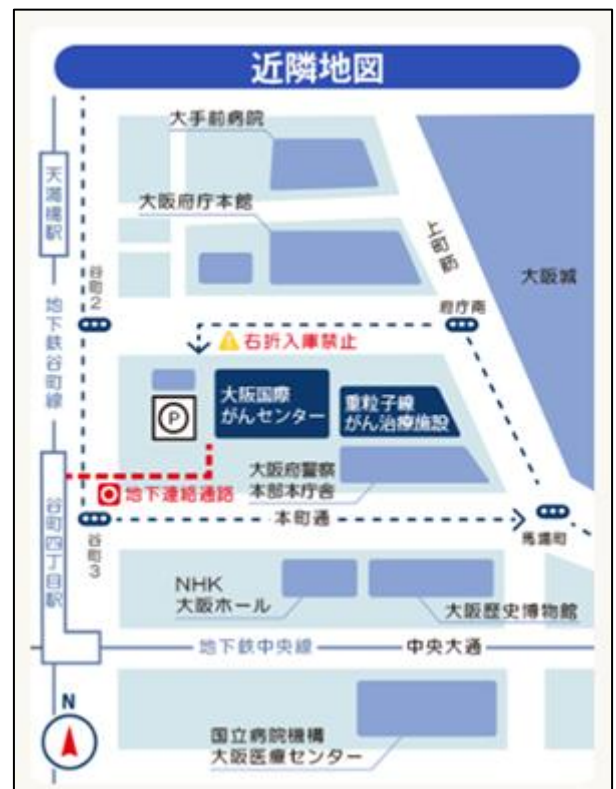 近隣地図
大手前病院
天満橋駅
大阪府庁本館
上町筋
大阪城
谷町2
府庁南
地下鉄谷町線
右折入庫禁止
大阪国際
がんセンター
重粒子線
がん治療施設
P
大阪府警察
本部本庁舎
地下連絡通路
本町通
谷町四丁目駅
谷町3
馬場町
NHK
大阪ホール
大阪歴史博物館
地下鉄中央線
中央大通
N
国立病院機構
大阪医療センター